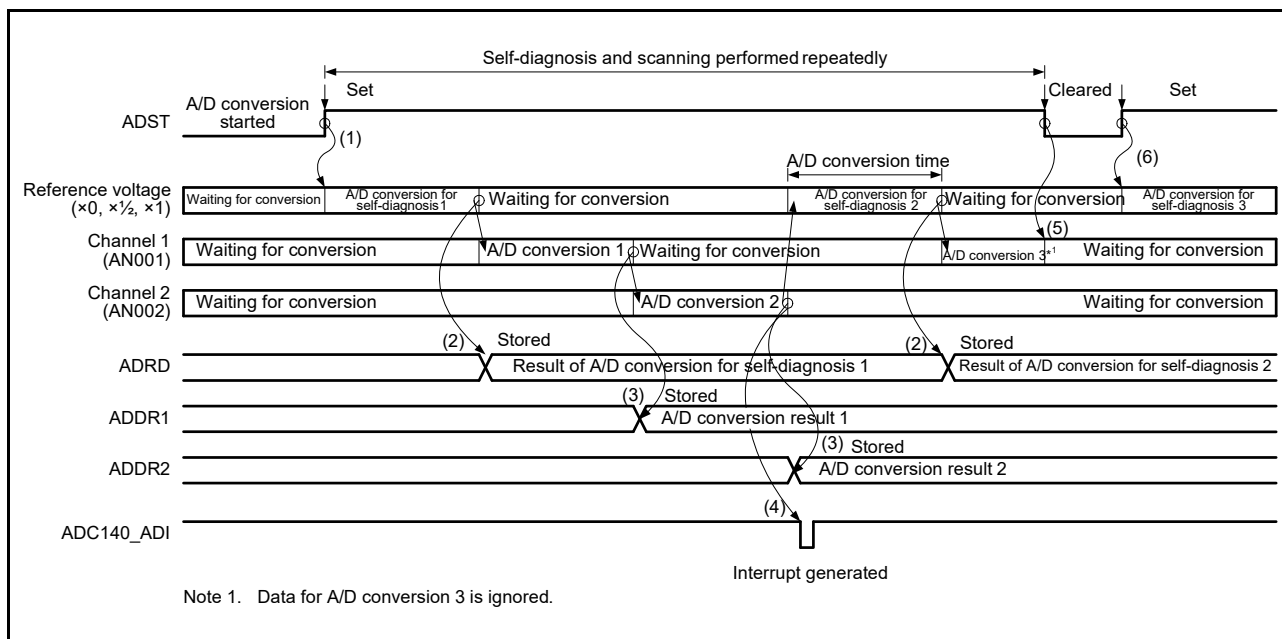 Self-diagnosis and scanning performed repeatedly
Set
Cleared
Set
A/D conversion
started
ADST
(1)
(6)
A/D conversion time
Reference voltage
(×0, ×½, ×1)
Waiting for conversion
A/D conversion for
self-diagnosis 1
Waiting for conversion
A/D conversion for
self-diagnosis 2
Waiting for conversion
A/D conversion for
self-diagnosis 3
(5)
Channel 1
(AN001)
Waiting for conversion
A/D conversion 1
Waiting for conversion
A/D conversion 3*1
Waiting for conversion
Channel 2
(AN002)
Waiting for conversion
A/D conversion 2
Waiting for conversion
ADRD
(2)
Stored
Result of A/D conversion for self-diagnosis 1
(2)
Stored
Result of A/D conversion for self-diagnosis 2
ADDR1
(3)
Stored
A/D conversion result 1
ADDR2
(3)
Stored
A/D conversion result 2
ADC140_ADI
(4)
Interrupt generated
Note 1. Data for A/D conversion 3 is ignored.